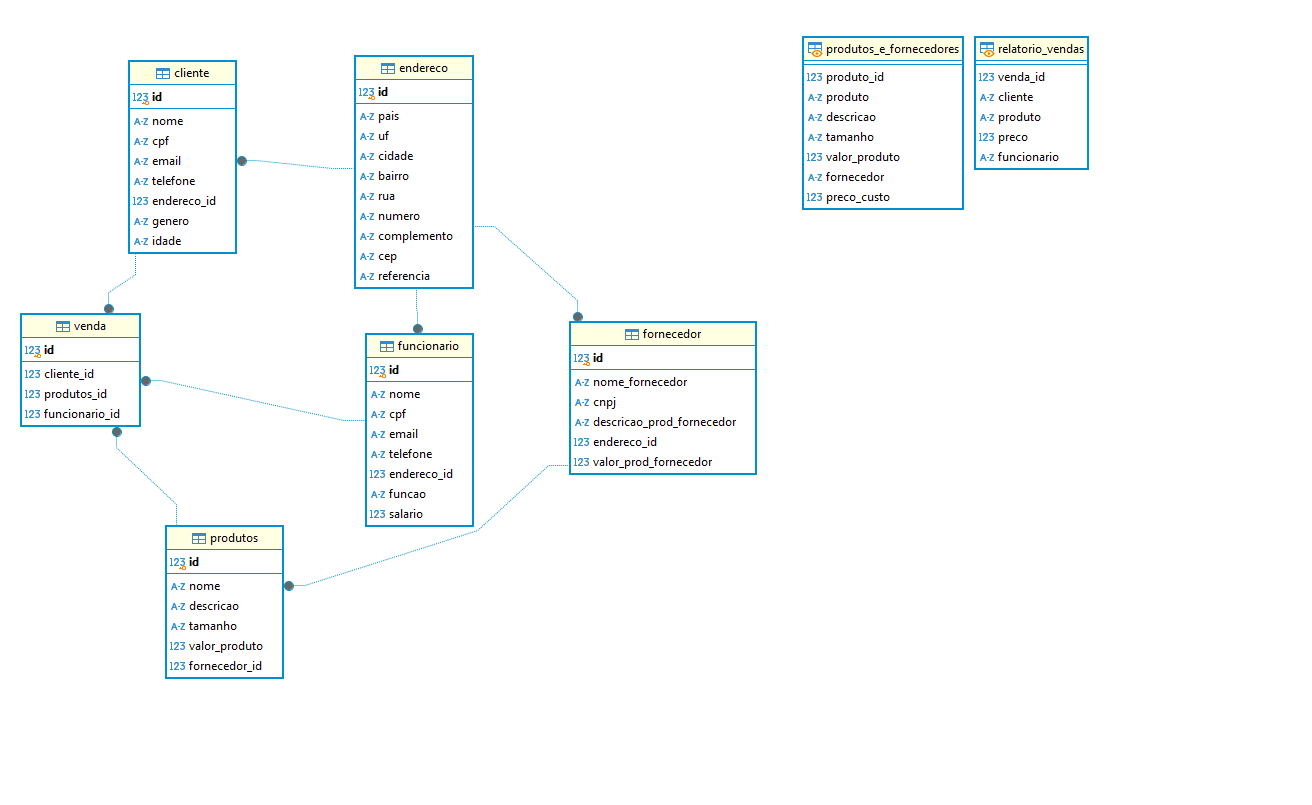 cliente
123 id
A-Z nome
A-Z cpf
A-Z email
A-Z telefone
123 endereco_id
A-Z genero
A-Z idade
endereco
123 id
A-Z pais
A-Z uf
A-Z cidade
A-Z bairro
A-Z rua
A-Z numero
A-Z complemento
A-Z cep
A-Z referencia
produtos_e_fornecedores
123 produto_id
A-Z produto
A-Z descricao
A-Z tamanho
123 valor_produto
A-Z fornecedor
123 preco_custo
relatorio_vendas
123 venda_id
A-Z cliente
A-Z produto
123 preco
A-Z funcionario
venda
123 id
123 cliente_id
123 produtos_id
123 funcionario_id
funcionario
123 id
A-Z nome
A-Z cpf
A-Z email
A-Z telefone
123 endereco_id
A-Z funcao
123 salario
fornecedor
123 id
A-Z nome_fornecedor
A-Z cnpj
A-Z descricao_prod_fornecedor
123 endereco_id
123 valor_prod_fornecedor
produtos
123 id
A-Z nome
A-Z descricao
A-Z tamanho
123 valor_produto
123 fornecedor_id